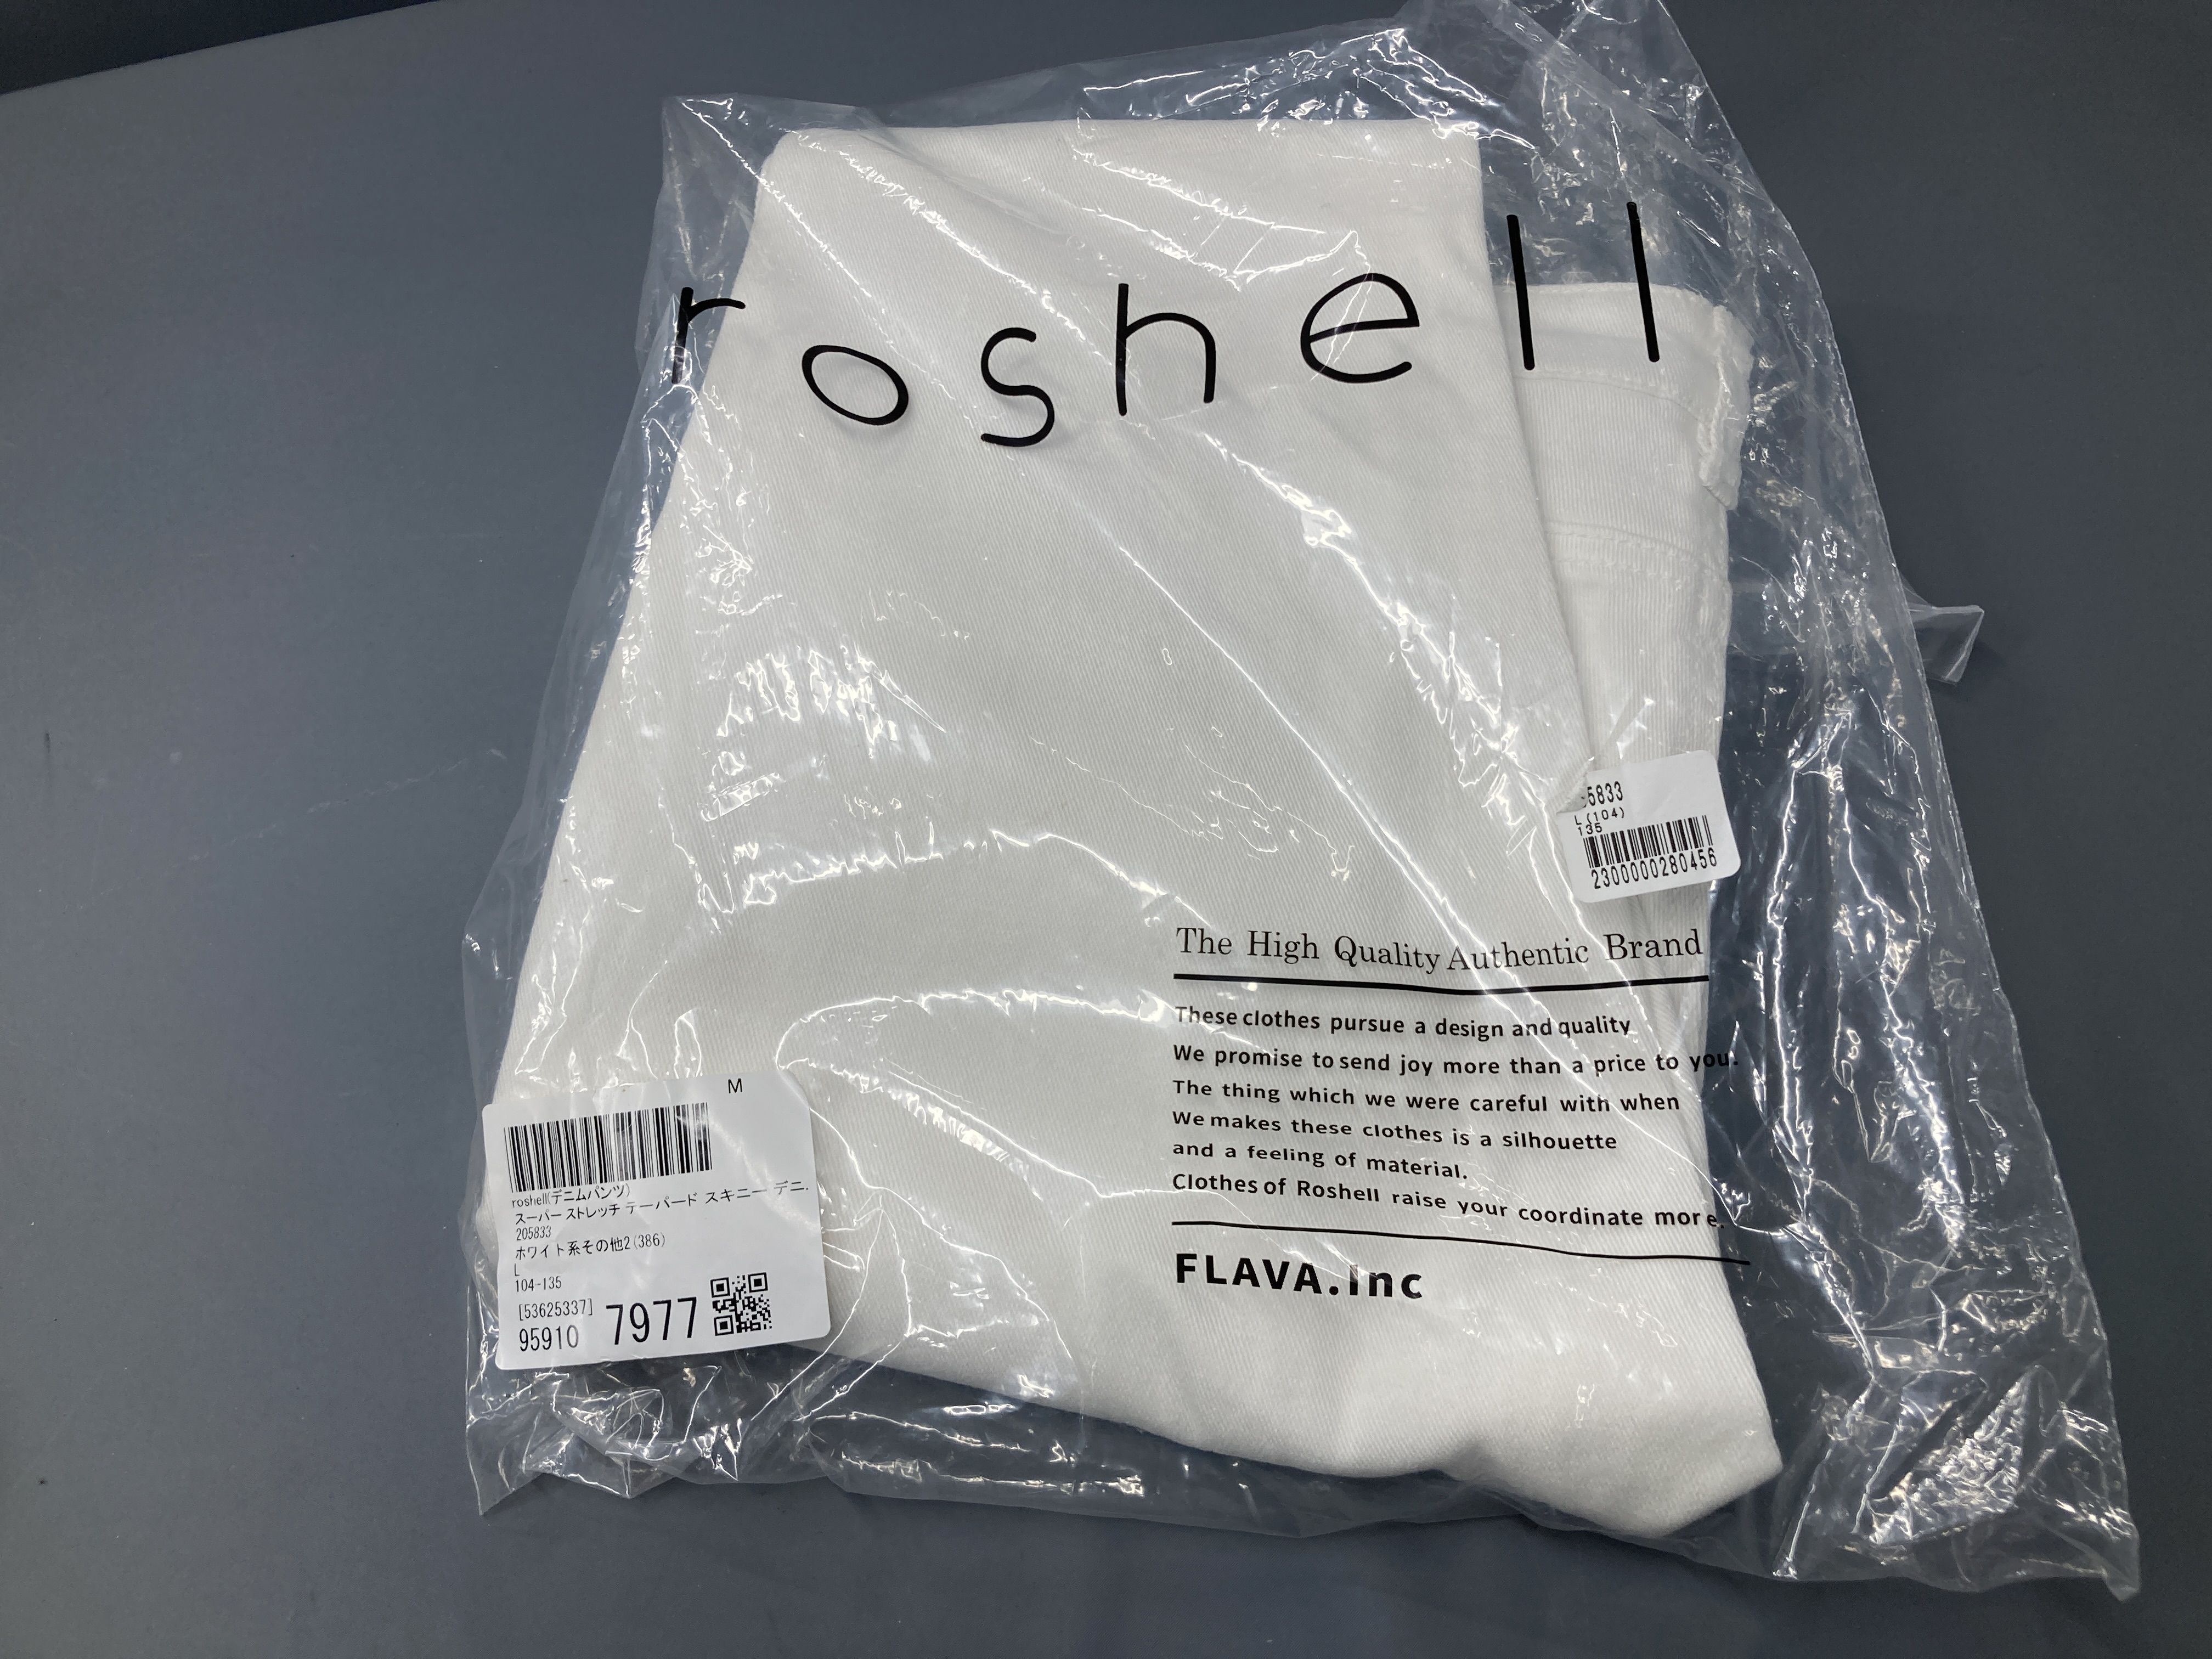 roshell
5833
L(104)
135
2300000280456
The High Quality Authentic Brand
These clothes pursue a design and quality
We promise to send joy more than a price to you.
The thing which we were careful with when
We makes these clothes is a silhouette
and a feeling of material.
Clothes of Roshell raise your coordinate more.
FLAVA.Inc
M
roshell(デニムパンツ)
スーパーストレッチ テーパード スキニー デニ.
205833
ホワイト系その他2(386)
L
104-135
[53625337]
95910 7977